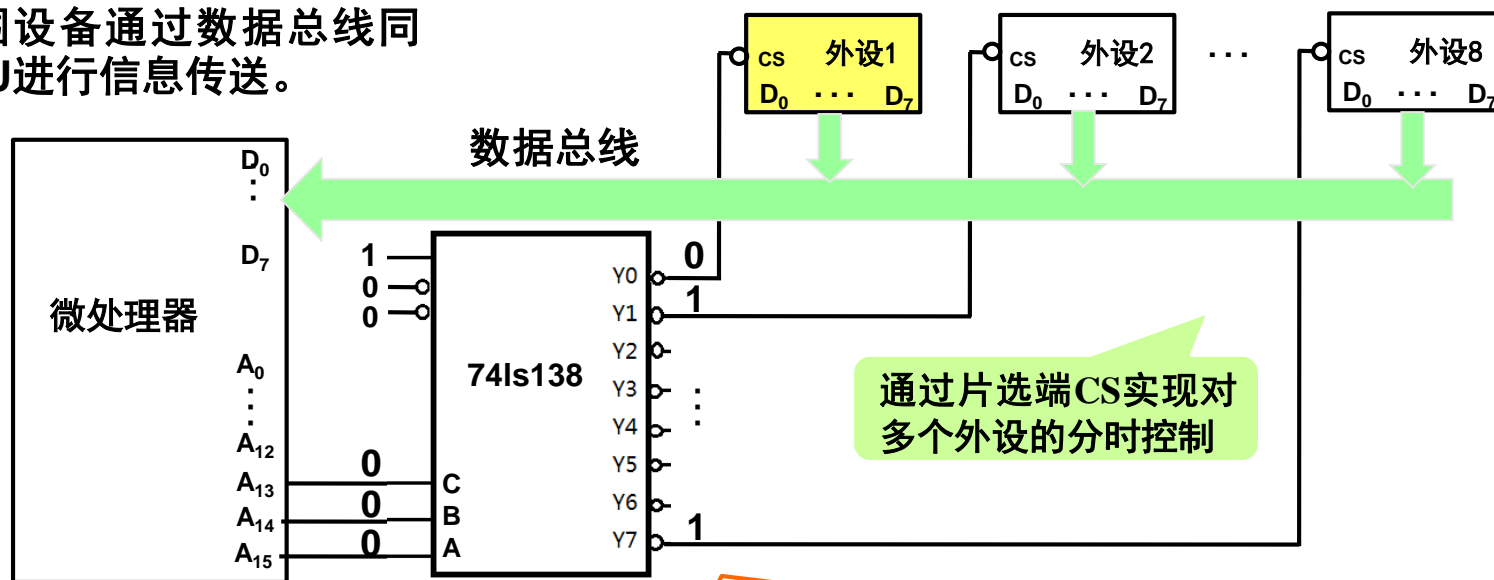 围设备通过数据总线同
U进行信息传送。
CS 外设1
D0 ··· D7
CS 外设2
D0 ··· D7
···
CS 外设8
D0 ··· D7
数据总线
微处理器
D0
⋮
D7
A0
⋮
A12
A13
A14
A15
1
0
0
0
0
0
74ls138
C
B
A
Y0
Y1
Y2
Y3
Y4
Y5
Y6
Y7
0
1
⋮
1
通过片选端CS实现对
多个外设的分时控制